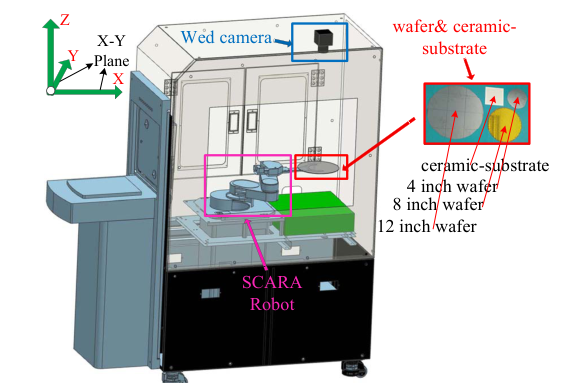 Z
Y
X
X-Y
Plane
Wed camera
wafer& ceramic-
substrate
ceramic-substrate
4 inch wafer
8 inch wafer
12 inch wafer
SCARA
Robot